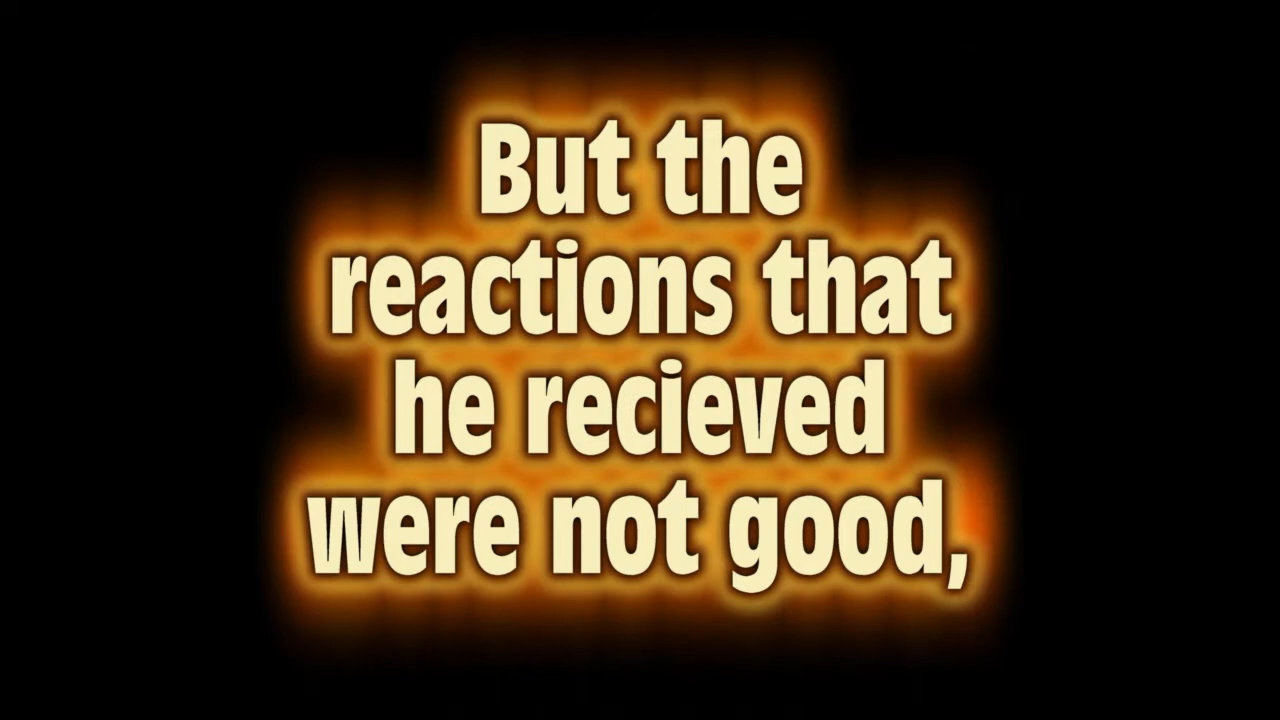 But the
reactions that
he recieved
were not good,